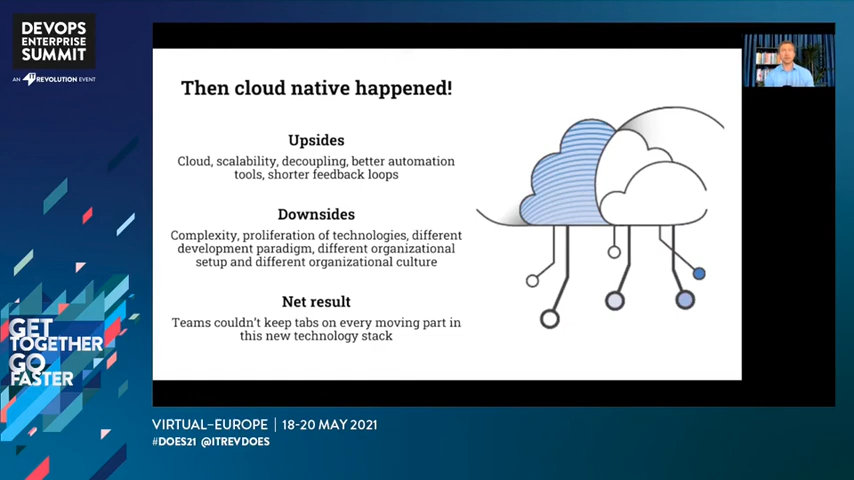 DEVOPS
ENTERPRISE
SUMMIT
AN IT REVOLUTION EVENT
Then cloud native happened!
Upsides
Cloud, scalability, decoupling, better automation
tools, shorter feedback loops
Downsides
Complexity, proliferation of technologies, different
development paradigm, different organizational
setup and different organizational culture
Net result
Teams couldn't keep tabs on every moving part in
this new technology stack
GET
TOGETHER
GO
FASTER
VIRTUAL-EUROPE | 18-20 MAY 2021
#DOES21 @ITREVDOES